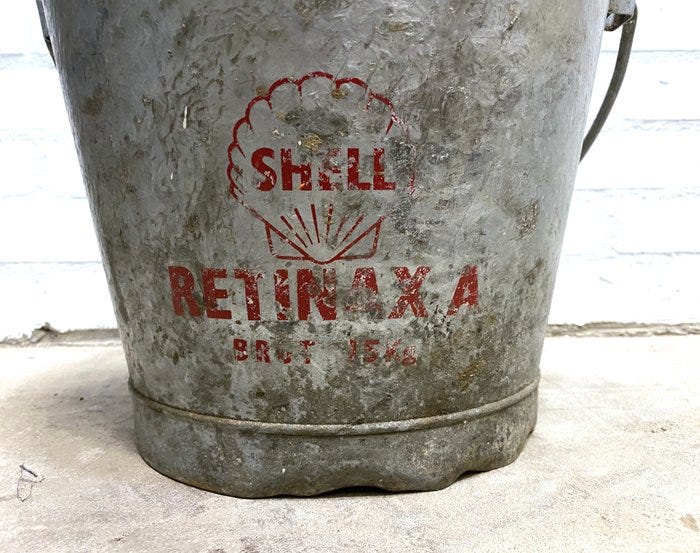 SHELL
RETINAX A
BRUT 15Kg